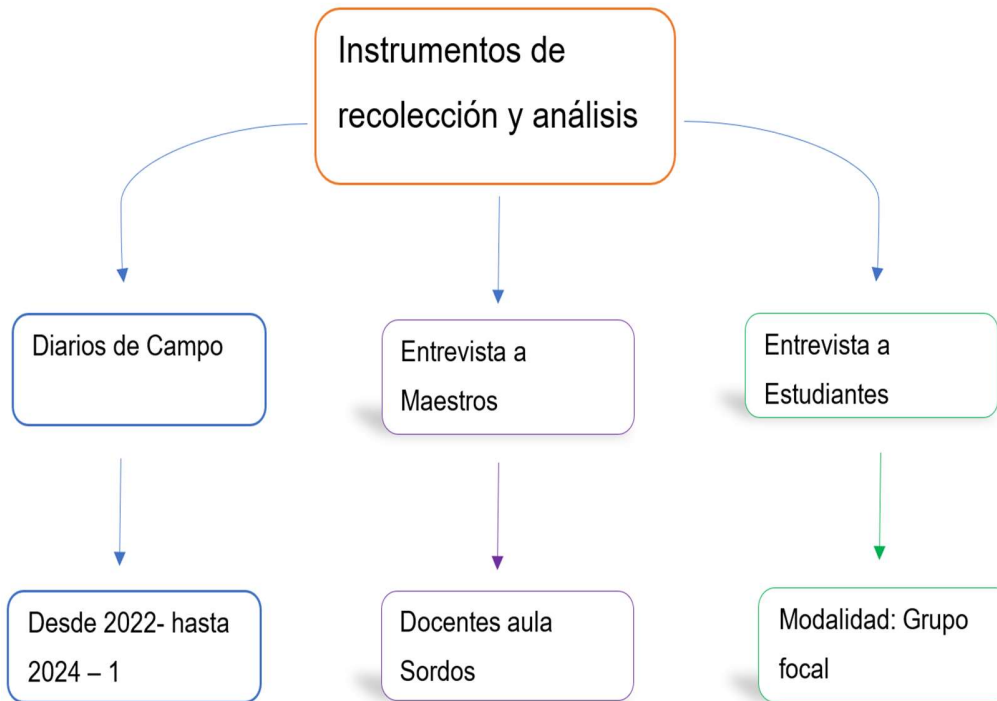 Instrumentos de
recolección y análisis
Diarios de Campo
Entrevista a
Maestros
Entrevista a
Estudiantes
Desde 2022- hasta
2024 – 1
Docentes aula
Sordos
Modalidad: Grupo
focal